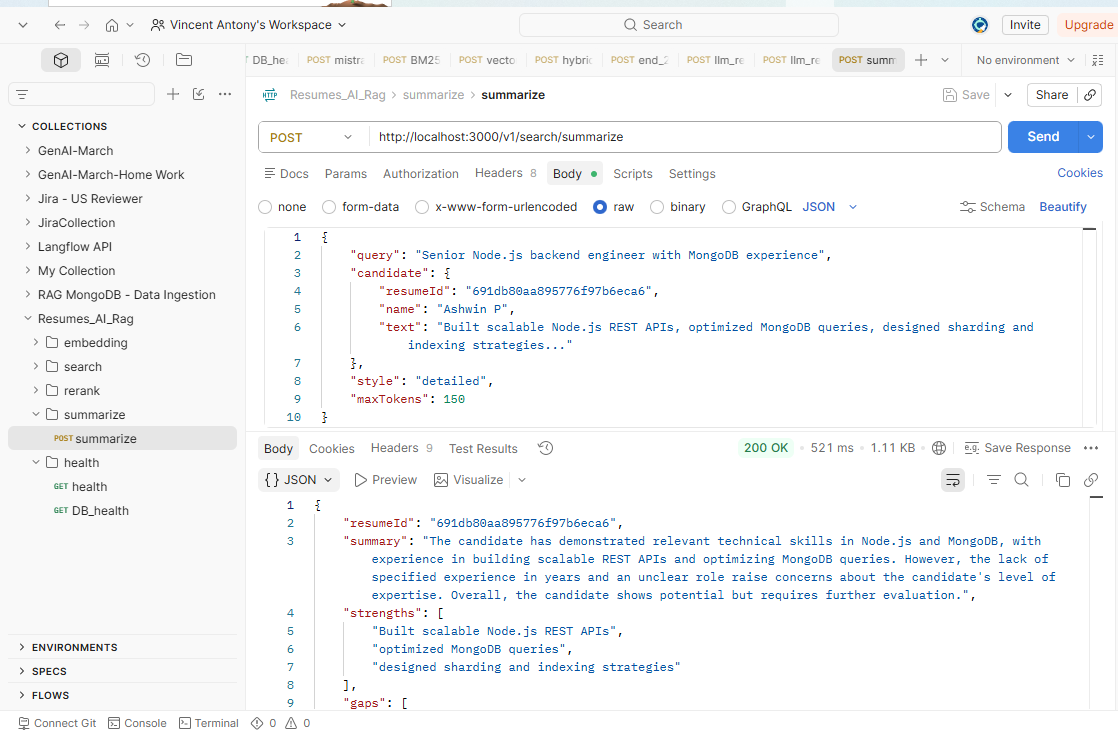 Vincent Antony's Workspace
Search
Invite
Upgrade
DB_he
POST mistr
POST BM25
POST vecto
POST hybri
POST end_2
POST llm_re
POST llm_re
POST summ
No environment
COLLECTIONS
GenAI-March
GenAI-March-Home Work
Jira - US Reviewer
JiraCollection
Langflow API
My Collection
RAG MongoDB - Data Ingestion
Resumes_AI_Rag
embedding
search
rerank
summarize
POST summarize
health
GET health
GET DB_health
ENVIRONMENTS
SPECS
FLOWS
HTTP Resumes_AI_Rag > summarize > summarize
Save
Share
POST
http://localhost:3000/v1/search/summarize
Send
Docs Params Authorization Headers 8 Body Scripts Settings
Cookies
none form-data x-www-form-urlencoded raw binary GraphQL JSON
Schema Beautify
1 {
2 "query": "Senior Node.js backend engineer with MongoDB experience",
3 "candidate": {
4 "resumeId": "691db80aa895776f97b6eca6",
5 "name": "Ashwin P",
6 "text": "Built scalable Node.js REST APIs, optimized MongoDB queries, designed sharding and
indexing strategies..."
7 },
8 "style": "detailed",
9 "maxTokens": 150
10 }
Body Cookies Headers 9 Test Results
200 OK • 521 ms • 1.11 KB
e.g. Save Response
{ } JSON
Preview
Visualize
1 {
2 "resumeId": "691db80aa895776f97b6eca6",
3 "summary": "The candidate has demonstrated relevant technical skills in Node.js and MongoDB, with
experience in building scalable REST APIs and optimizing MongoDB queries. However, the lack of
specified experience in years and an unclear role raise concerns about the candidate's level of
expertise. Overall, the candidate shows potential but requires further evaluation.",
4 "strengths": [
5 "Built scalable Node.js REST APIs",
6 "optimized MongoDB queries",
7 "designed sharding and indexing strategies"
8 ],
9 "gaps": [
Connect Git Console Terminal 0 0